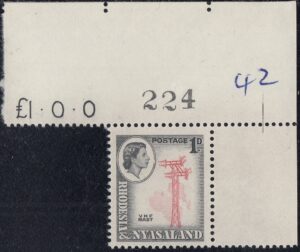 42
224
£1.0.0
POSTAGE 1D
V.H.F. MAST
RHODESIA &
NYASALAND